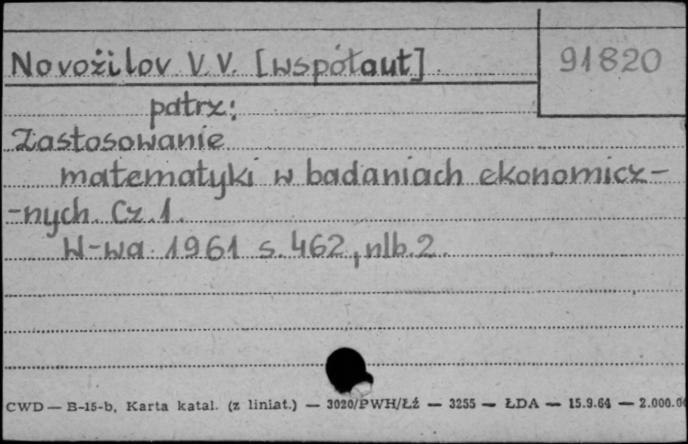 Novožilov V.V. [współaut]
91820
patrz:
Zastosowanie
matematyki w badaniach ekonomicz-
-nych. Cz. 1.
W-wa 1961 s. 462, nlb. 2.
CWD — B-15-b, Karta katal. (z liniat.) — 3020/PWH/Łź — 3255 — ŁDA — 15.9.64 — 2.000.00